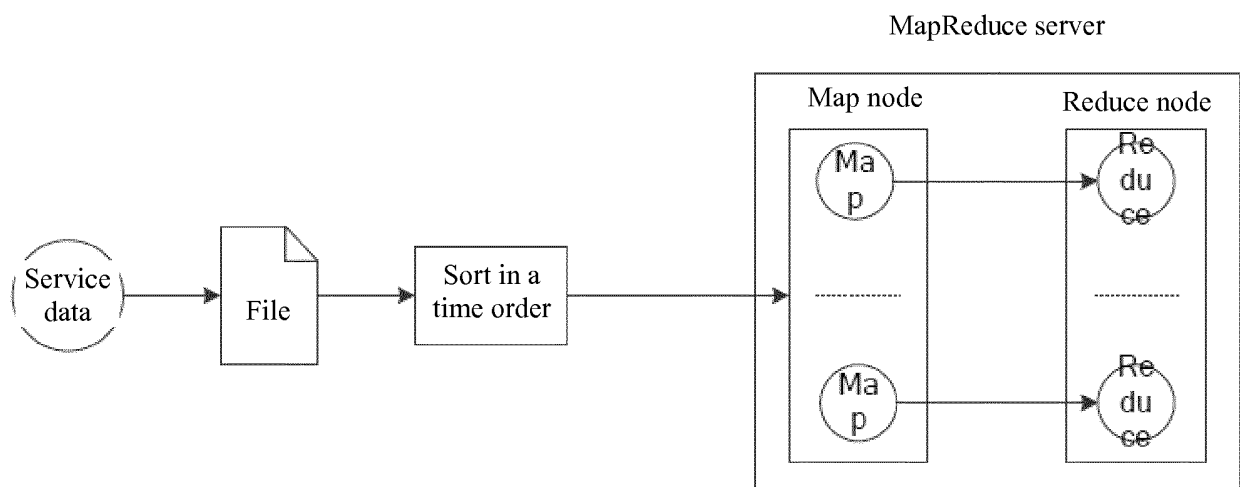 MapReduce server
Map node
Reduce node
Ma
p
Re
du
ce
Service
data
File
Sort in a
time order
Ma
p
Re
du
ce